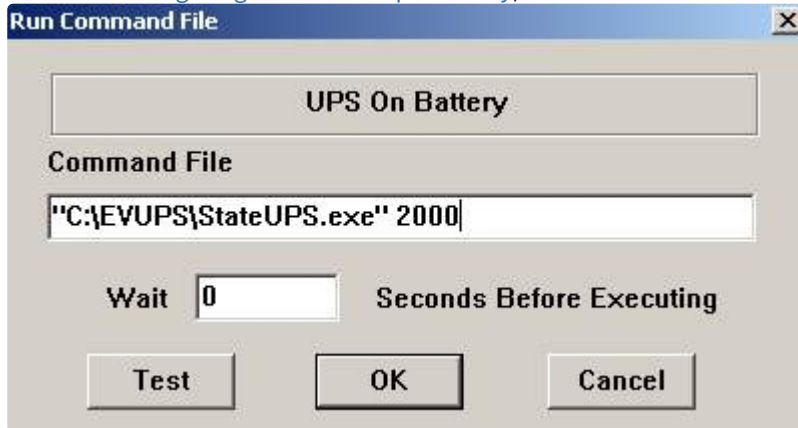 Run Command File
UPS On Battery
Command File
"C:\EVUPS\StateUPS.exe" 2000
Wait 0 Seconds Before Executing
Test OK Cancel